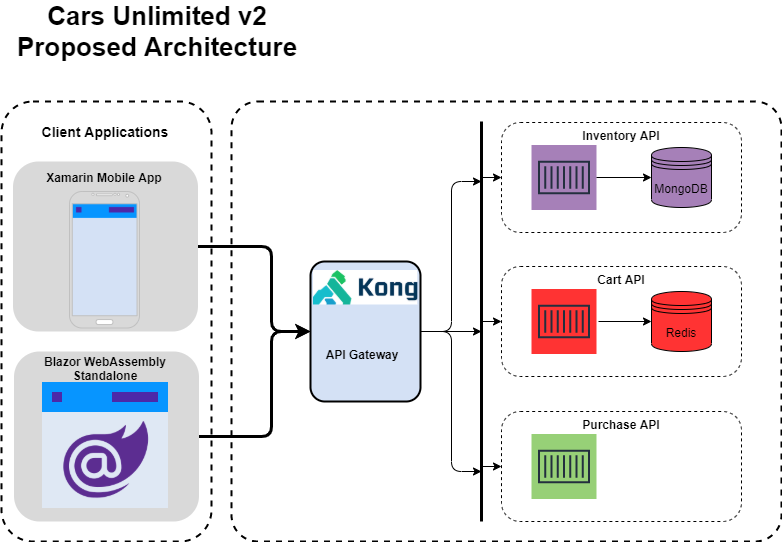 Cars Unlimited v2
Proposed Architecture
Client Applications
Xamarin Mobile App
Blazor WebAssembly
Standalone
@
Kong
API Gateway
Inventory API
MongoDB
Cart API
Redis
Purchase API